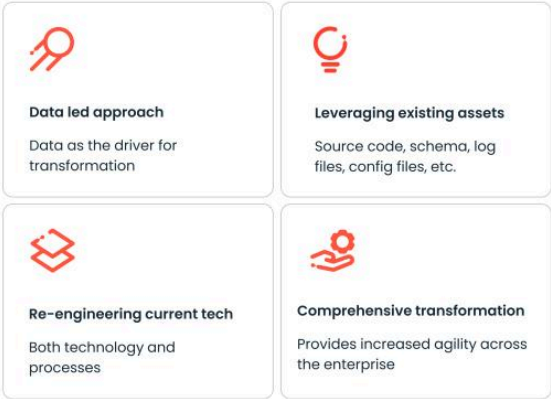 Data led approach
Data as the driver for
transformation
Leveraging existing assets
Source code, schema, log
files, config files, etc.
Re-engineering current tech
Both technology and
processes
Comprehensive transformation
Provides increased agility across
the enterprise